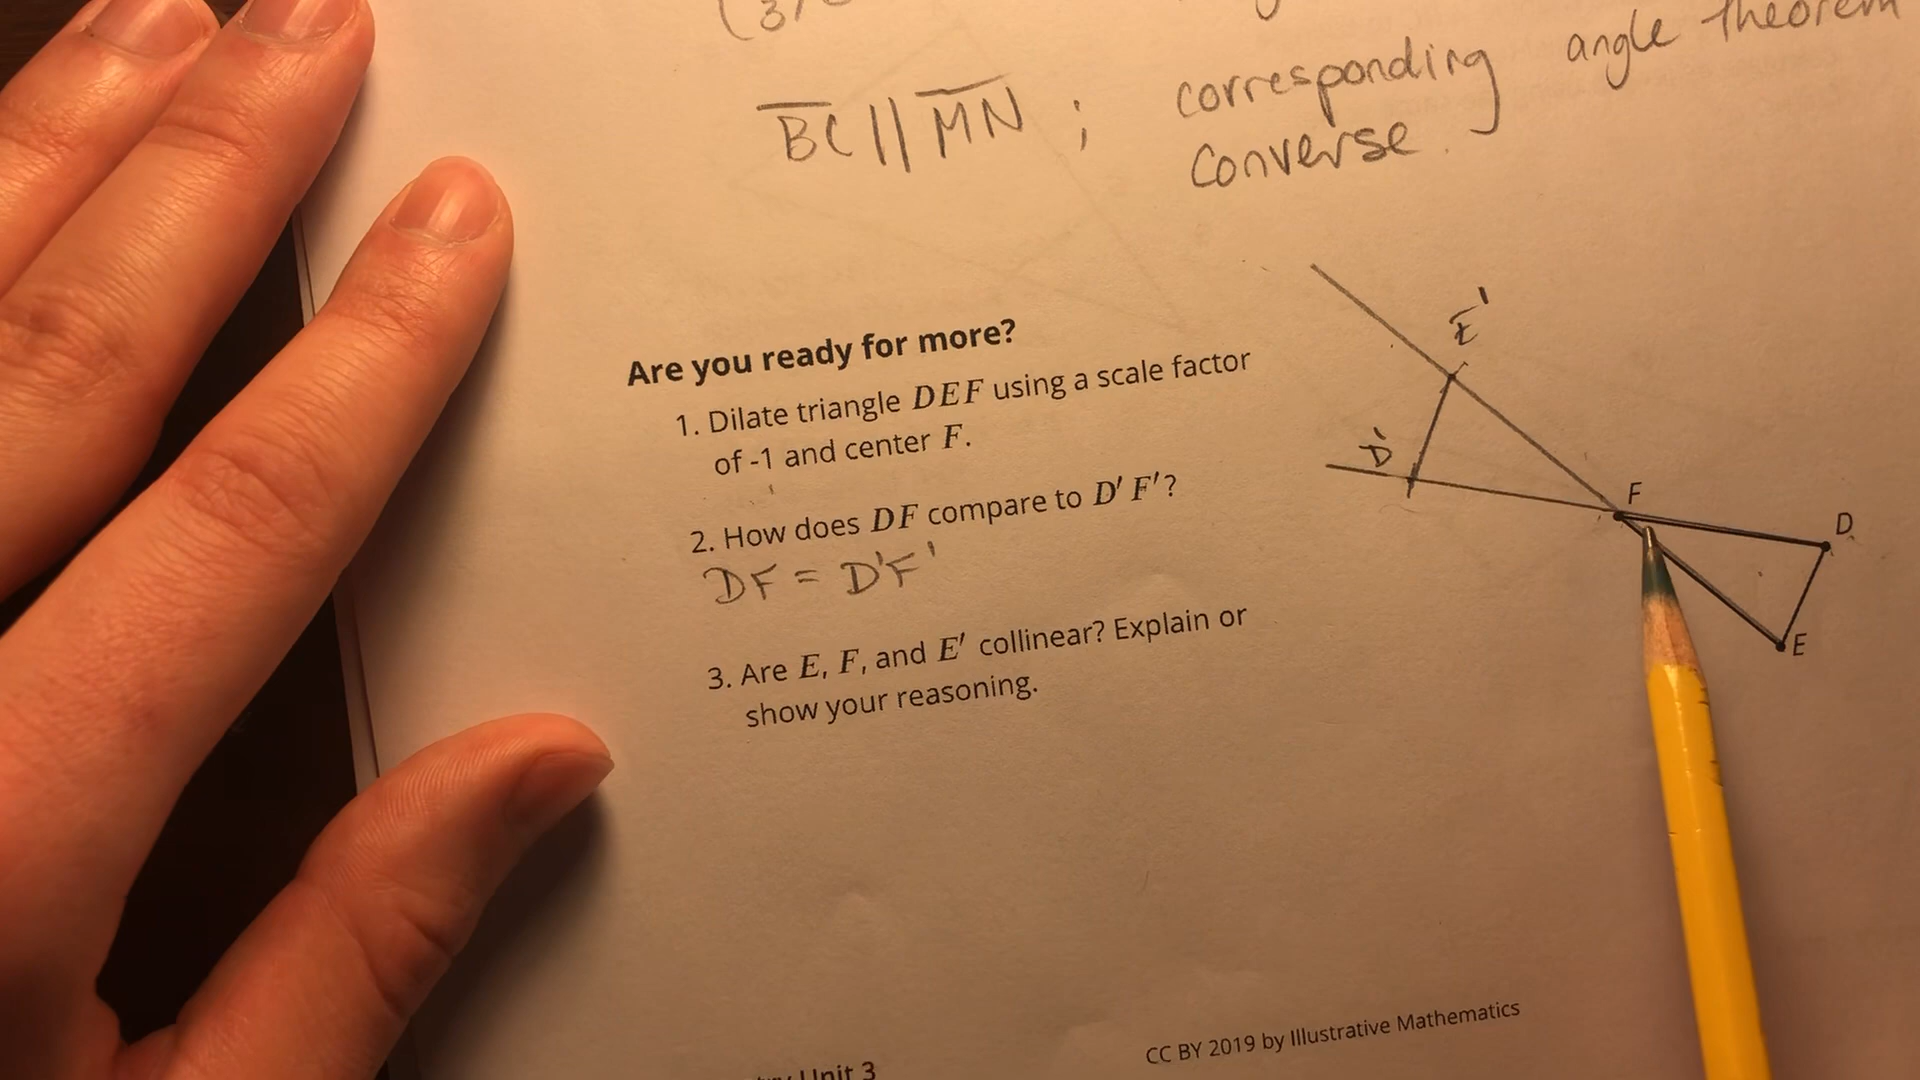 (3/
corresponding angle theorem
BC || MN ; converse.
Are you ready for more?
1. Dilate triangle DEF using a scale factor
of -1 and center F.
2. How does DF compare to D′F′?
DF = D'F'
3. Are E, F, and E′ collinear? Explain or
show your reasoning.
E'
D'
F
D
E
CC BY 2019 by Illustrative Mathematics
Unit 3